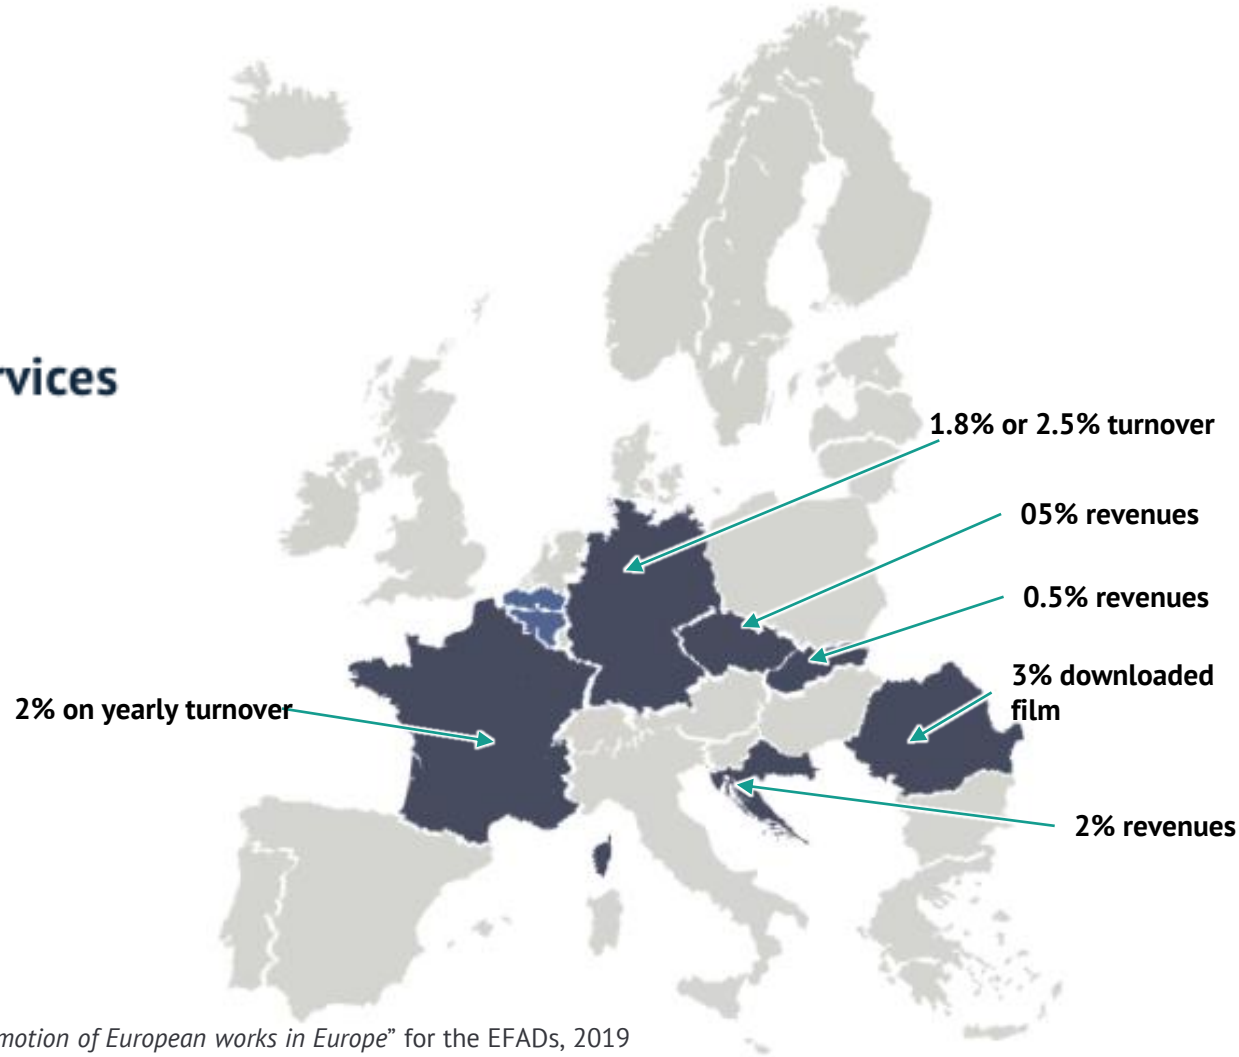 rvices
1.8% or 2.5% turnover
05% revenues
0.5% revenues
3% downloaded
film
2% on yearly turnover
2% revenues
motion of European works in Europe” for the EFADs, 2019